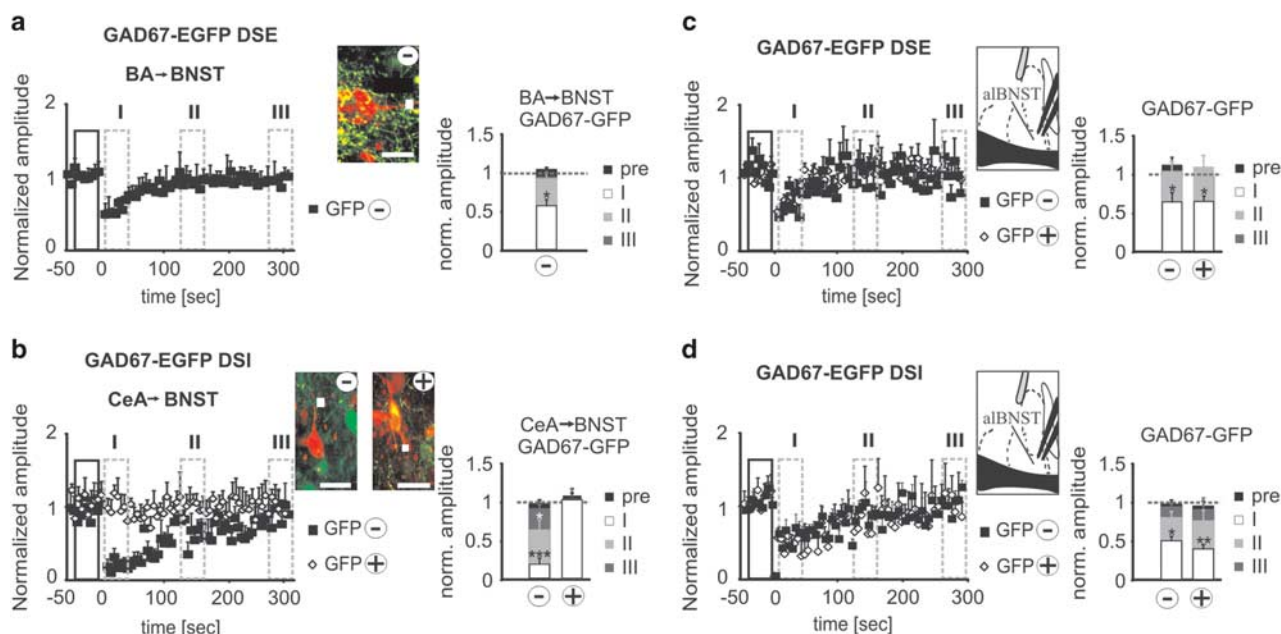 a
GAD67-EGFP DSE
BA→BNST
Normalized amplitude
2
1
0
I
II
III
-50
0
100
200
300
time [sec]
GFP −
−
BA→BNST
GAD67-GFP
norm. amplitude
1.5
1
0.5
0
*
−
pre
I
II
III
b
GAD67-EGFP DSI
CeA→ BNST
Normalized amplitude
2
1
0
I
II
III
-50
0
100
200
300
time [sec]
GFP −
GFP +
−
+
CeA→BNST
GAD67-GFP
norm. amplitude
1.5
1
0.5
0
*
***
−
+
pre
I
II
III
c
GAD67-EGFP DSE
Normalized amplitude
2
1
0
I
II
III
-50
0
100
200
300
time [sec]
alBNST
GFP −
GFP +
GAD67-GFP
norm. amplitude
1.5
1
0.5
0
*
*
−
+
pre
I
II
III
d
GAD67-EGFP DSI
Normalized amplitude
2
1
0
I
II
III
-50
0
100
200
300
time [sec]
alBNST
GFP −
GFP +
GAD67-GFP
norm. amplitude
1.5
1
0.5
0
*
**
−
+
pre
I
II
III